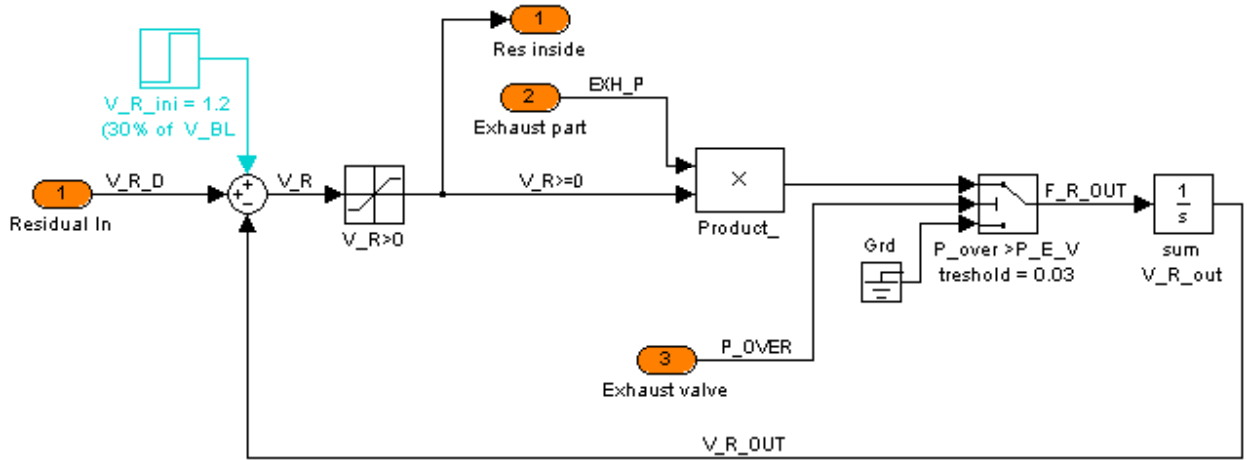 1
Res inside
V_R_ini = 1.2
(30% of V_BL
2
EXH_P
Exhaust part
1
V_R_D
Residual In
+
+
−
V_R
V_R>0
V_R>=0
×
Product_
Grd
P_over >P_E_V
treshold = 0.03
F_R_OUT
1
s
sum
V_R_out
3
P_OVER
Exhaust valve
V_R_OUT